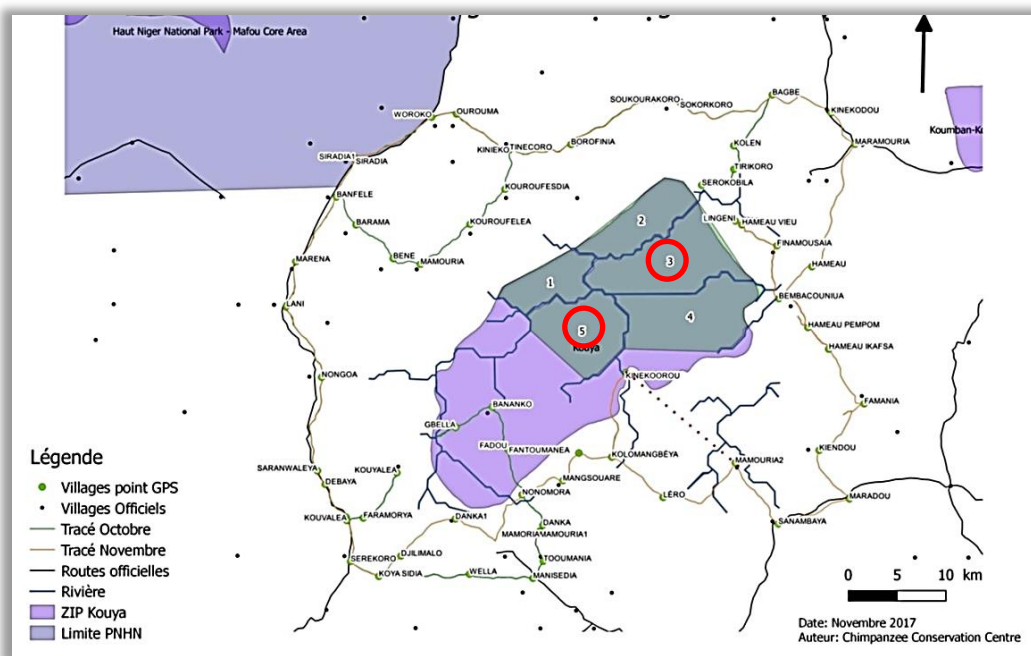 Haut Niger National Park - Mafou Core Area
BAGBE
SOUKOURAKORO
SOKORKORO
KINEKODOU
WOROKO
OUROUMA
Koumban-Ko
KINIEKO
TINECORO
BOROFINIA
KOLEN
MARAMOURIA
SIRADIA1
SIRADIA
TIRIKORO
KOUROUFESDIA
SEROKOBILA
BANFELE
BARAMA
KOUROUFELEA
2
LINGENI
HAMEAU VIEU
FINAMOUSAIA
BENE
MAMOURIA
MARENA
3
HAMEAU
1
LANI
BEMBACOUNIUA
4
5
HAMEAU PEMPOM
Kouya
HAMEAU IKAFSA
NONGOA
KINEKOOROU
BANANKO
FAMANIA
GBELLA
FADOU
FANTOUMANEA
KIENDOU
Légende
KOLOMANGBÈYA
MAMOURIA2
SARANWALEYA
KOUYALEA
DEBAYA
MANGSOUARE
Villages point GPS
NONOMORA
LÉRO
MARADOU
Villages Officiels
KOUVALEA
FARAMORYA
DANKA1
DANKA
SANAMBAYA
Tracé Octobre
MAMORIAMAMOURIA1
Tracé Novembre
SEREKORO
DJILIMALO
TOOUMANIA
Routes officielles
KOYA SIDIA
WELLA
MANISEDIA
0 5 10 km
Rivière
ZIP Kouya
Limite PNHN
Date: Novembre 2017
Auteur: Chimpanzee Conservation Centre